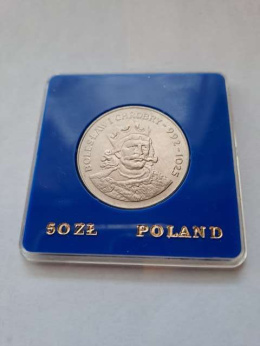 BOLESŁAW I CHROBRY - 992-1025
50 ZŁ POLAND